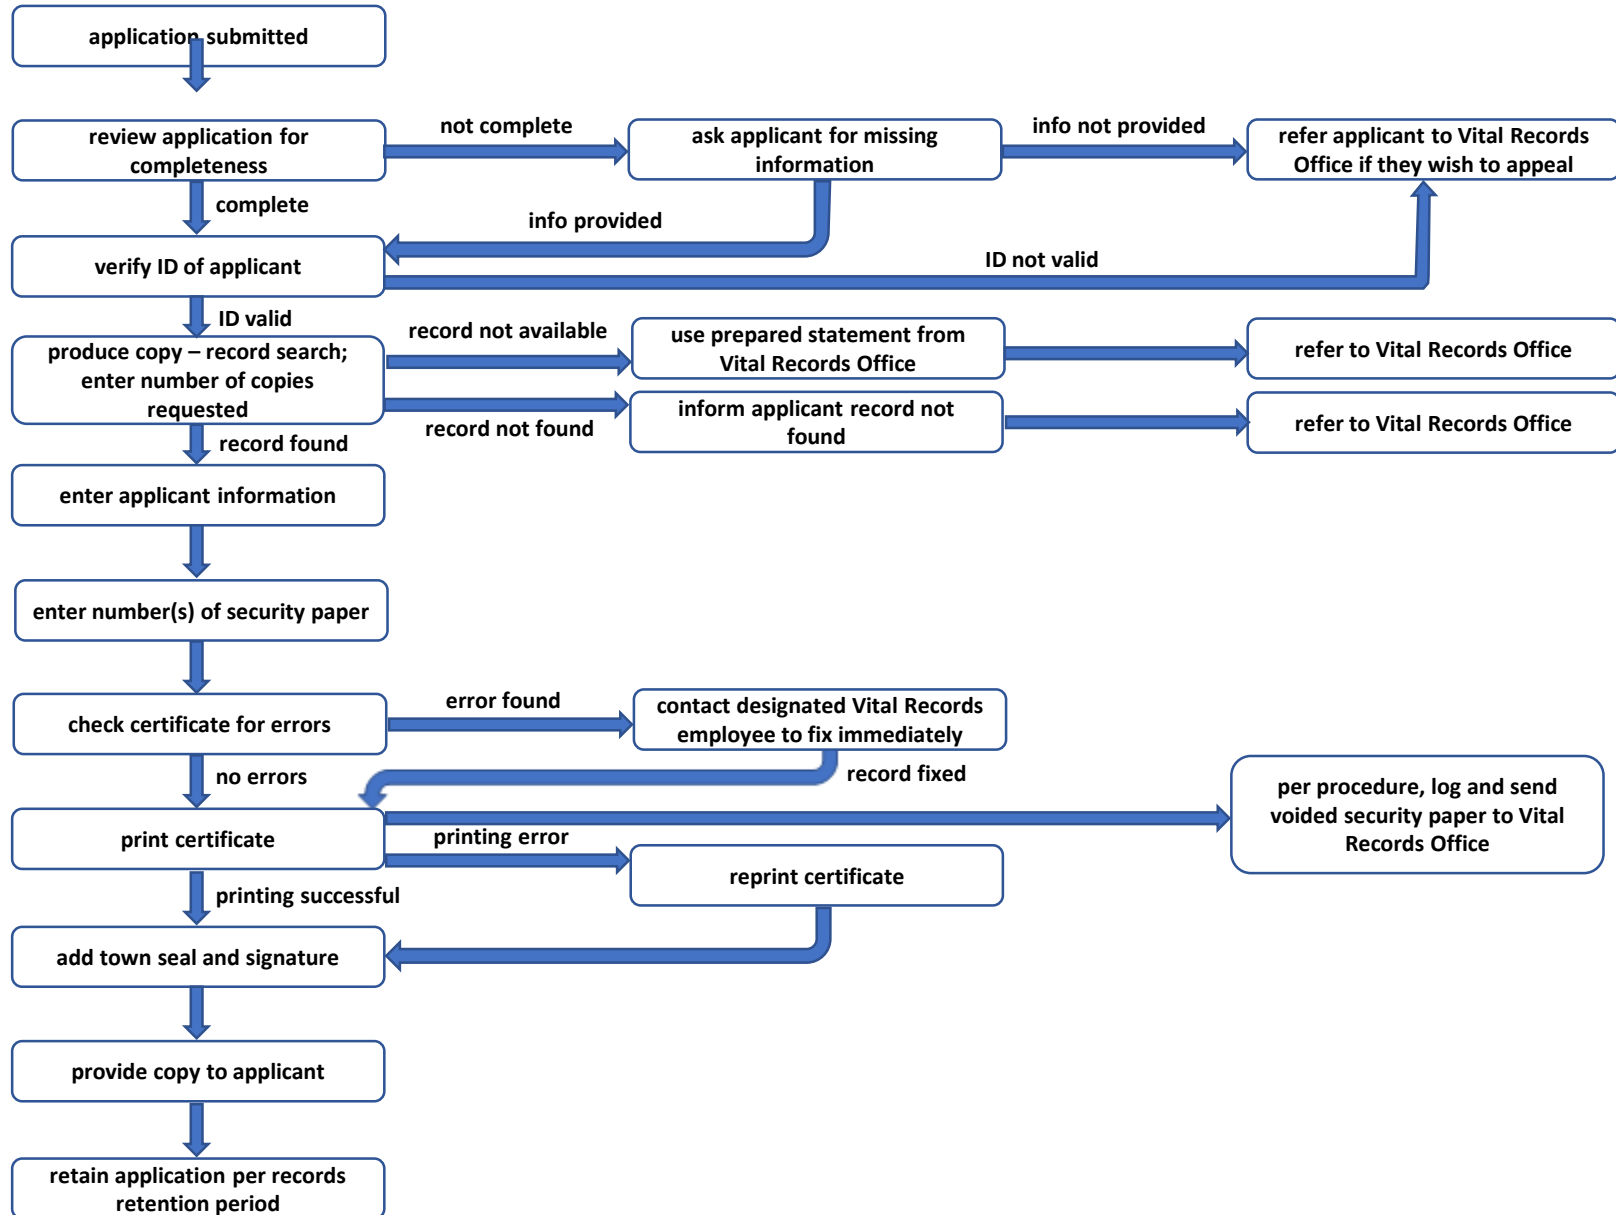 application submitted
review application for
completeness
not complete
ask applicant for missing
information
info not provided
refer applicant to Vital Records
Office if they wish to appeal
complete
info provided
verify ID of applicant
ID not valid
ID valid
produce copy – record search;
enter number of copies
requested
record not available
use prepared statement from
Vital Records Office
refer to Vital Records Office
record not found
inform applicant record not
found
refer to Vital Records Office
record found
enter applicant information
enter number(s) of security paper
check certificate for errors
error found
contact designated Vital Records
employee to fix immediately
no errors
record fixed
per procedure, log and send
voided security paper to Vital
Records Office
print certificate
printing error
reprint certificate
printing successful
add town seal and signature
provide copy to applicant
retain application per records
retention period